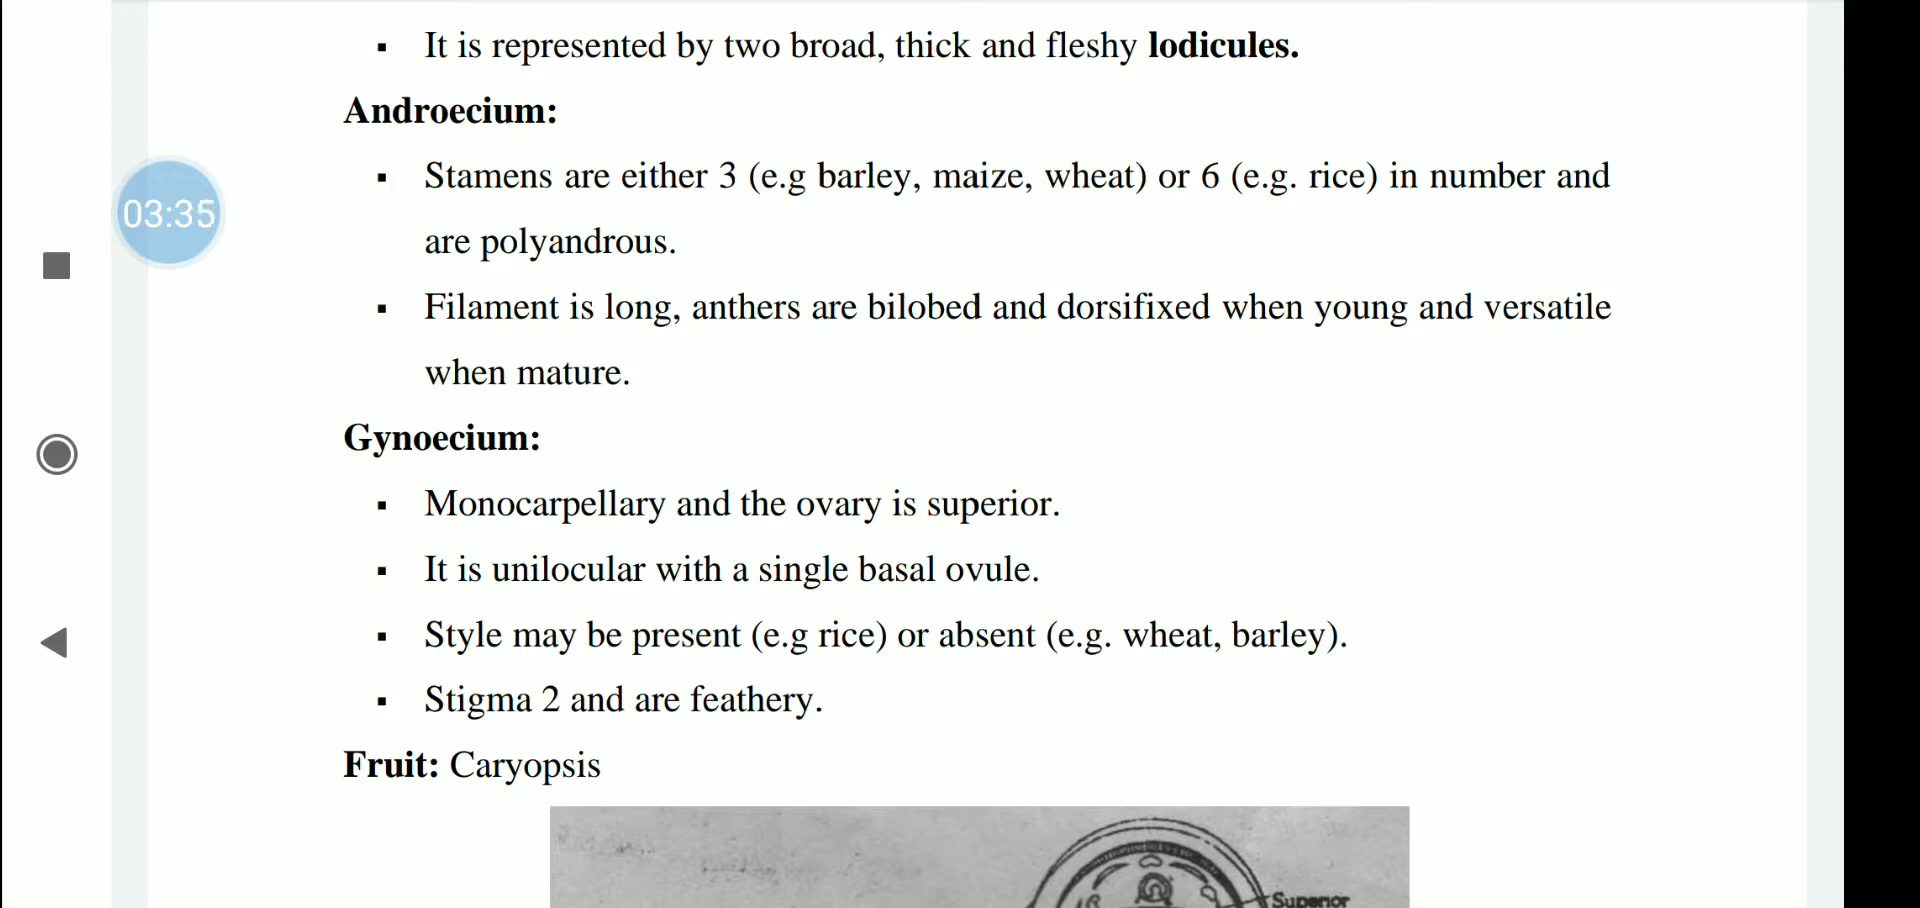 ▪ It is represented by two broad, thick and fleshy lodicules.
Androecium:
▪ Stamens are either 3 (e.g barley, maize, wheat) or 6 (e.g. rice) in number and
are polyandrous.
03:35
▪ Filament is long, anthers are bilobed and dorsifixed when young and versatile
when mature.
Gynoecium:
▪ Monocarpellary and the ovary is superior.
▪ It is unilocular with a single basal ovule.
▪ Style may be present (e.g rice) or absent (e.g. wheat, barley).
▪ Stigma 2 and are feathery.
Fruit: Caryopsis
Superior